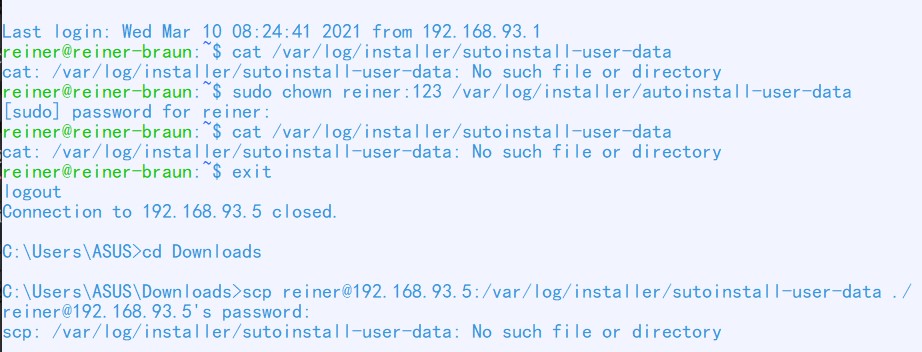 Last login: Wed Mar 10 08:24:41 2021 from 192.168.93.1
reiner@reiner-braun:~$ cat /var/log/installer/sutoinstall-user-data
cat: /var/log/installer/sutoinstall-user-data: No such file or directory
reiner@reiner-braun:~$ sudo chown reiner:123 /var/log/installer/autoinstall-user-data
[sudo] password for reiner:
reiner@reiner-braun:~$ cat /var/log/installer/sutoinstall-user-data
cat: /var/log/installer/sutoinstall-user-data: No such file or directory
reiner@reiner-braun:~$ exit
logout
Connection to 192.168.93.5 closed.
C:\Users\ASUS>cd Downloads
C:\Users\ASUS\Downloads>scp reiner@192.168.93.5:/var/log/installer/sutoinstall-user-data ./
reiner@192.168.93.5's password:
scp: /var/log/installer/sutoinstall-user-data: No such file or directory